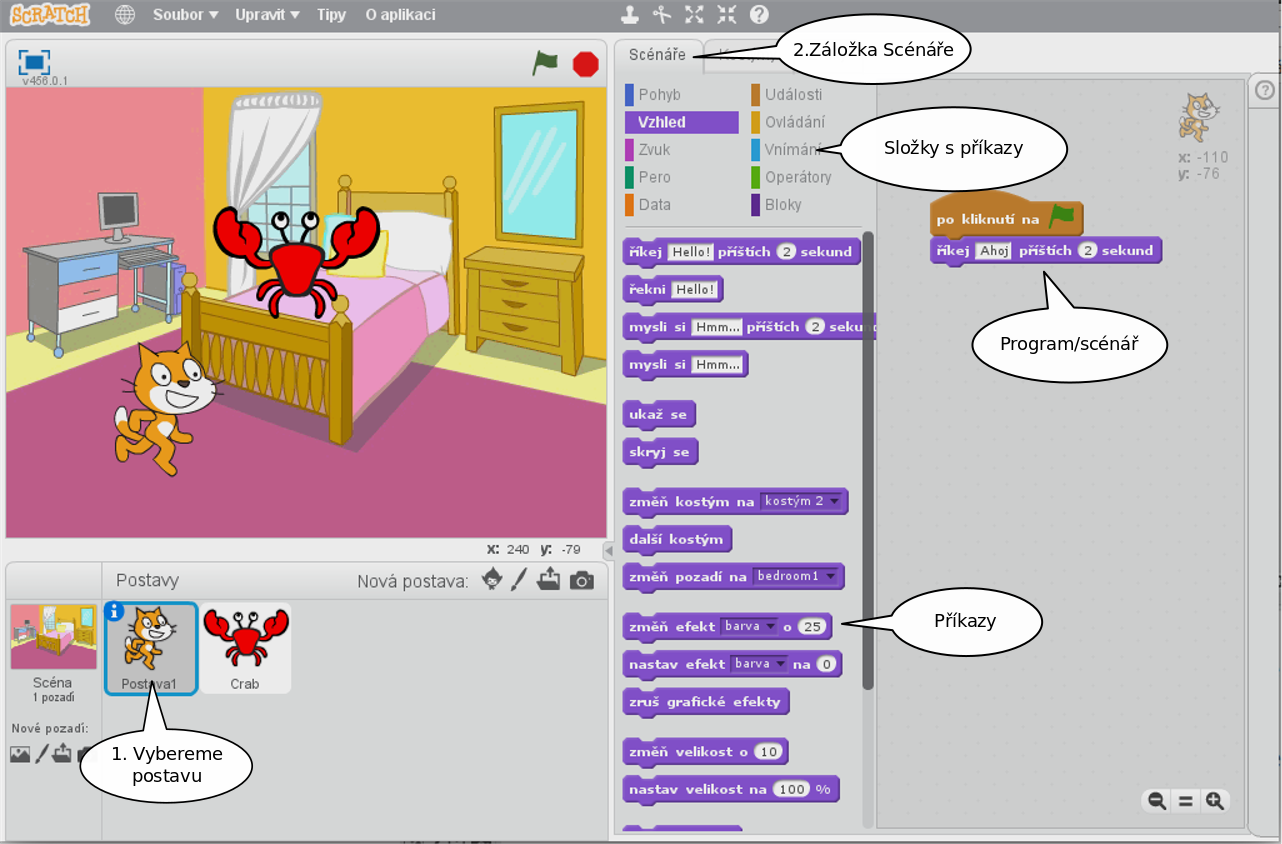 SCRATCH
Soubor ▼ Upravit ▼ Tipy O aplikaci
v456.0.1
Scénáře
2.Záložka Scénáře
Pohyb
Vzhled
Zvuk
Pero
Data
Události
Ovládání
Vnímání
Operátory
Bloky
Složky s příkazy
x: -110
y: -76
po kliknutí na
říkej Ahoj příštích 2 sekund
Program/scénář
říkej Hello! příštích 2 sekund
řekni Hello!
mysli si Hmm... příštích 2 sekun
mysli si Hmm...
ukaž se
skryj se
změň kostým na kostým 2
další kostým
změň pozadí na bedroom1
změň efekt barva o 25
nastav efekt barva na 0
zruš grafické efekty
změň velikost o 10
nastav velikost na 100 %
Příkazy
x: 240 y: -79
Postavy
Nová postava:
Scéna
1 pozadí
Nové pozadí:
Postava1
Crab
1. Vybereme
postavu